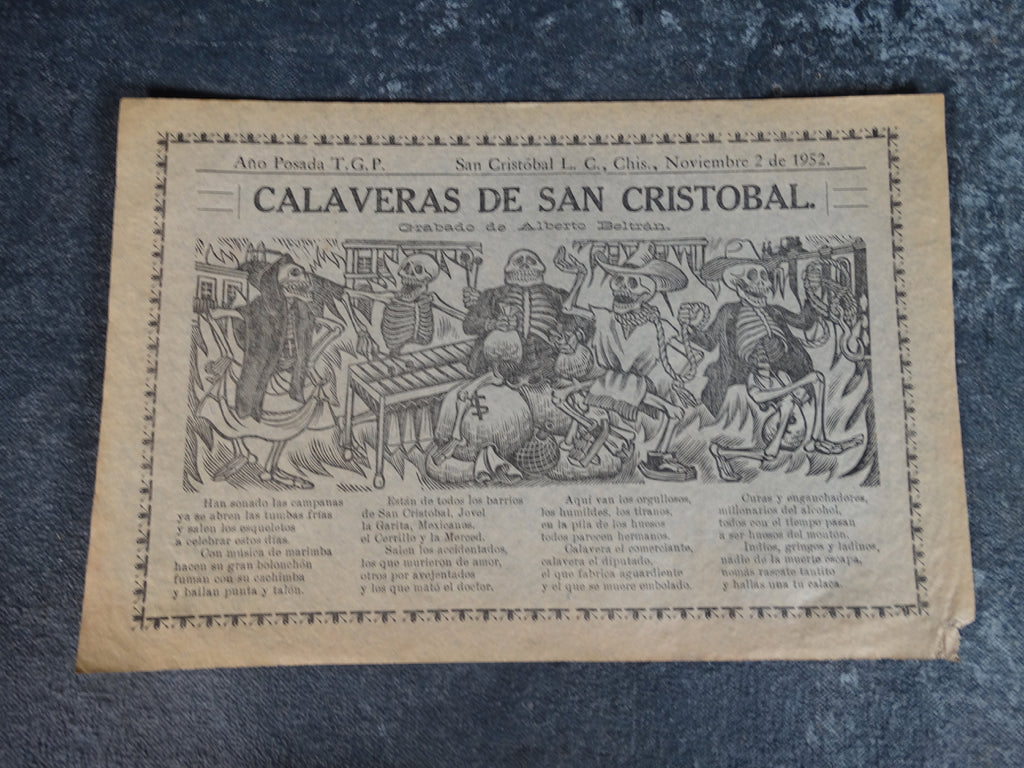 Año Posada T.G.P. San Cristóbal L. C., Chis., Noviembre 2 de 1952.
CALAVERAS DE SAN CRISTOBAL.
Grabado de Alberto Beltrán.
$
Han sonado las campanas
ya se abren las tumbas frías
y salen los esqueletos
a celebrar estos días.
Con música de marimba
hacen su gran bolonchón
fuman con su cachimba
y bailan punta y talón.
Están de todos los barrios
de San Cristobal, Jovel
la Garita, Mexicanos.
el Cerrillo y la Merced.
Salen los accidentados,
los que murieron de amor,
otros por avejentados
y los que mató el doctor.
Aquí van los orgullosos,
los humildes, los tiranos,
en la pila de los huesos
todos parecen hermanos.
Calavera el comerciante,
calavera el diputado,
el que fabrica aguardiente
y el que se muere embolado.
Curas y enganchadores,
millonarios del alcohol,
todos con el tiempo pasan
a ser huesos del montón.
Indios, gringos y ladinos,
nadie de la muerte escapa,
nomás rascate tantito
y hallas una tu calaca.